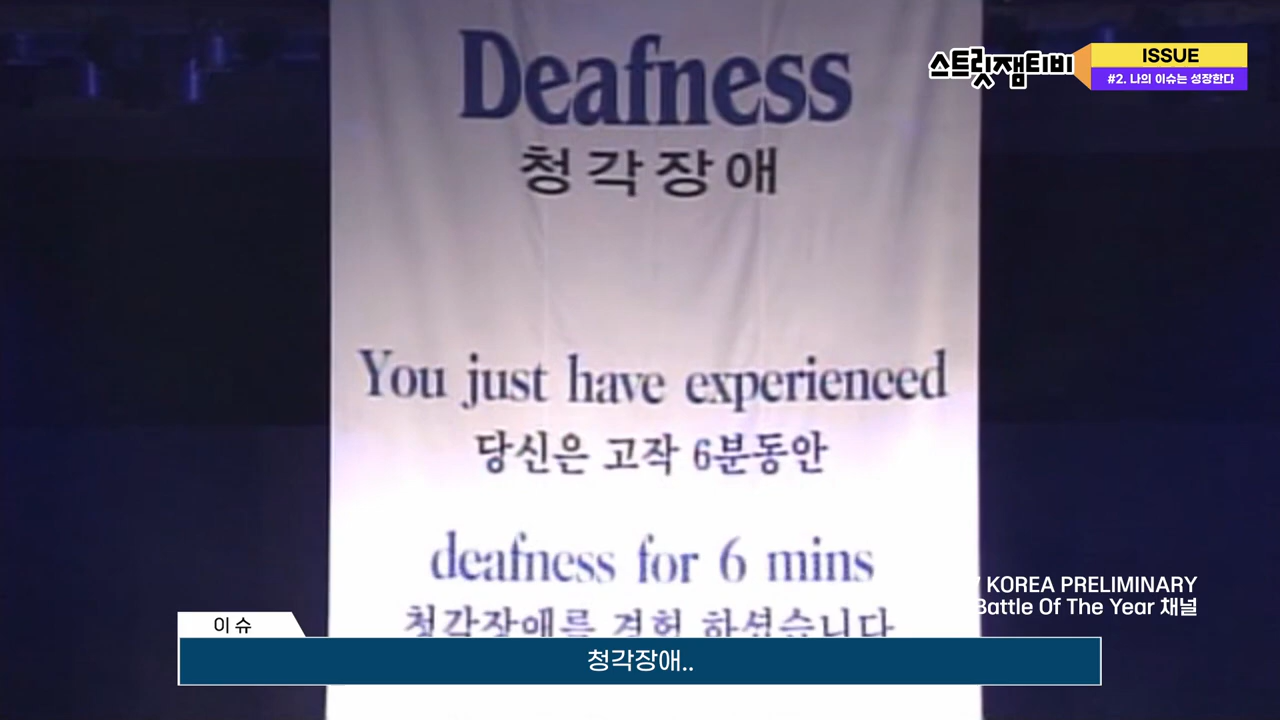 Deafness
청각장애
You just have experienced
당신은 고작 6분동안
deafness for 6 mins
청각장애를 경험 하셨습니다
스트릿잼티비
ISSUE
#2. 나의 이슈는 성장한다
KOREA PRELIMINARY
Battle Of The Year 채널
이슈
청각장애..